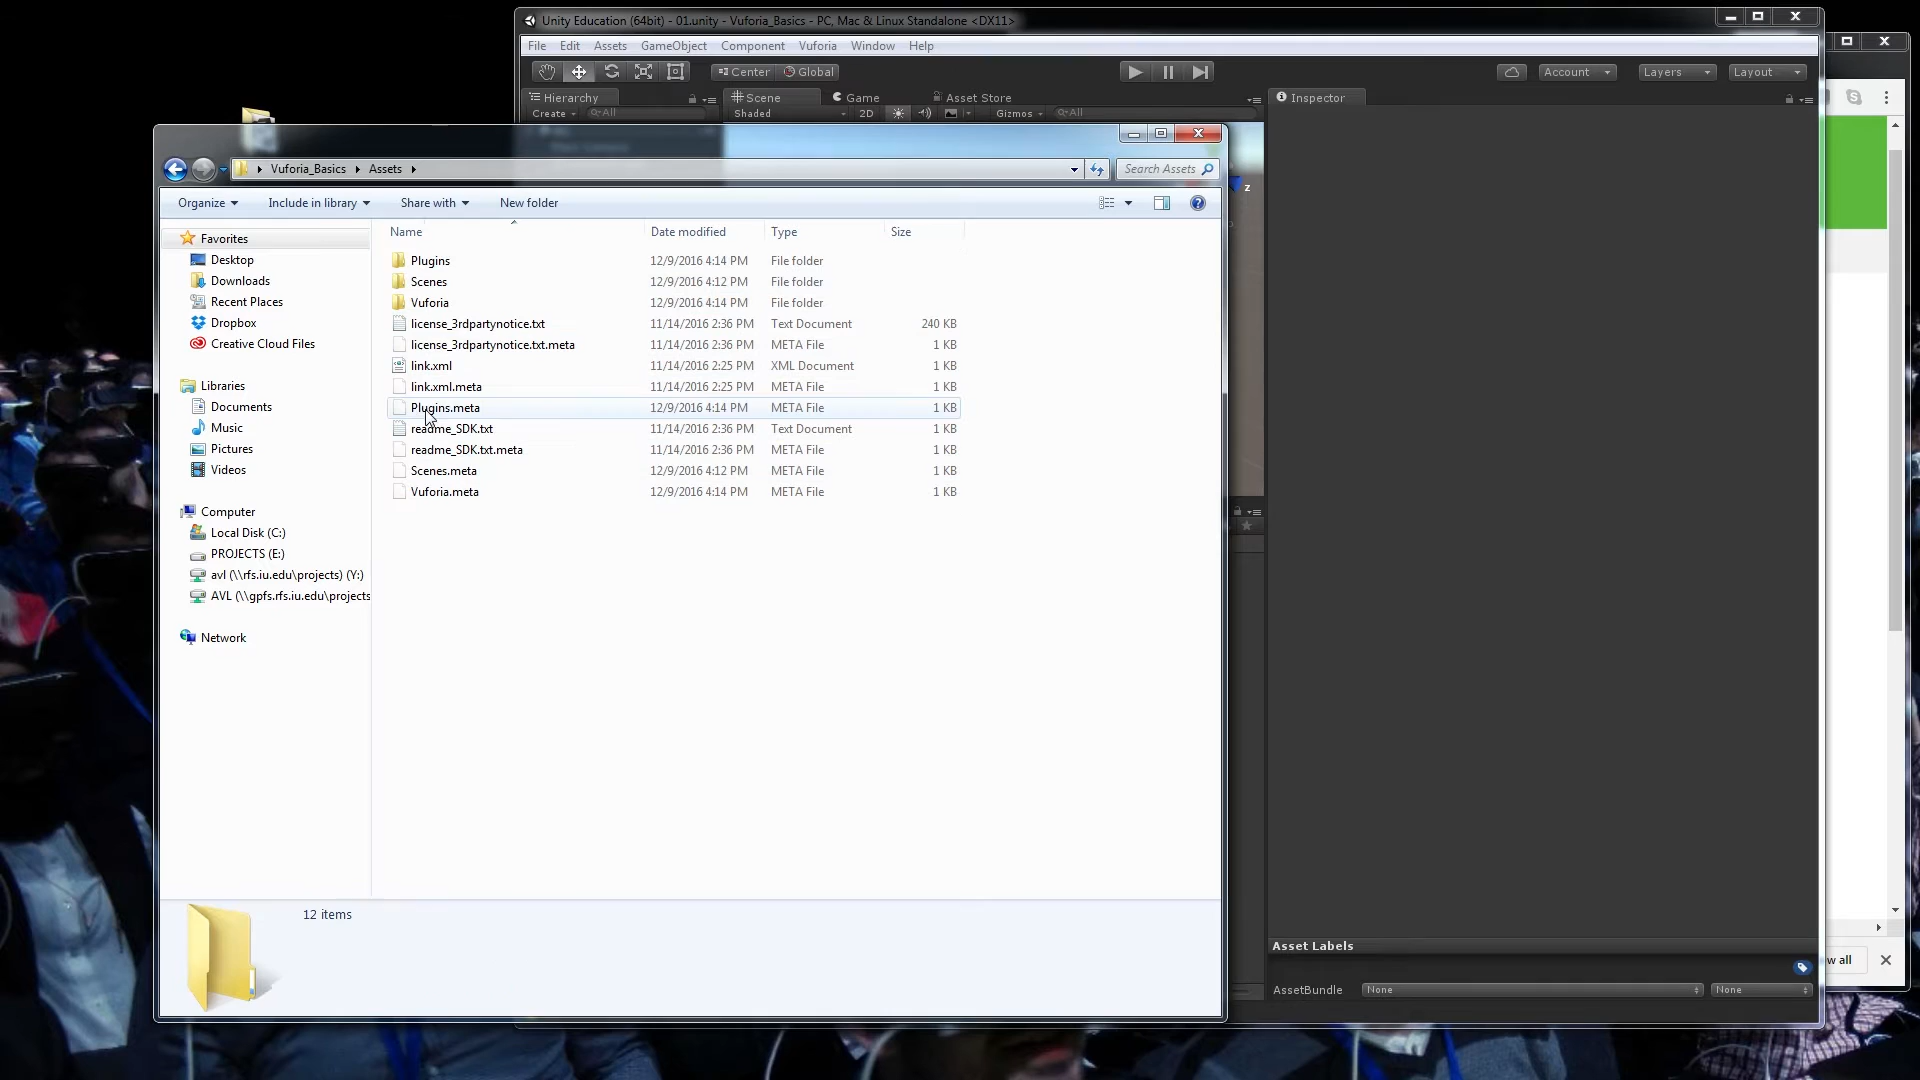 Unity Education (64bit) - 01.unity - Vuforia_Basics - PC, Mac & Linux Standalone <DX11>
File Edit Assets GameObject Component Vuforia Window Help
Center Global Account Layers Layout
Hierarchy Scene Game Asset Store Inspector
Create All Shaded 2D Gizmos All
Vuforia_Basics Assets Search Assets
z
Organize Include in library Share with New folder
Name Date modified Type Size
Favorites
Desktop
Downloads
Recent Places
Dropbox
Creative Cloud Files
Libraries
Documents
Music
Pictures
Videos
Computer
Local Disk (C:)
PROJECTS (E:)
avl (\\rfs.iu.edu\projects) (Y:)
AVL (\\gpfs.rfs.iu.edu\projects
Network
Plugins 12/9/2016 4:14 PM File folder
Scenes 12/9/2016 4:12 PM File folder
Vuforia 12/9/2016 4:14 PM File folder
license_3rdpartynotice.txt 11/14/2016 2:36 PM Text Document 240 KB
license_3rdpartynotice.txt.meta 11/14/2016 2:36 PM META File 1 KB
link.xml 11/14/2016 2:25 PM XML Document 1 KB
link.xml.meta 11/14/2016 2:25 PM META File 1 KB
Plugins.meta 12/9/2016 4:14 PM META File 1 KB
readme_SDK.txt 11/14/2016 2:36 PM Text Document 1 KB
readme_SDK.txt.meta 11/14/2016 2:36 PM META File 1 KB
Scenes.meta 12/9/2016 4:12 PM META File 1 KB
Vuforia.meta 12/9/2016 4:14 PM META File 1 KB
12 items
Asset Labels
w all
AssetBundle None None